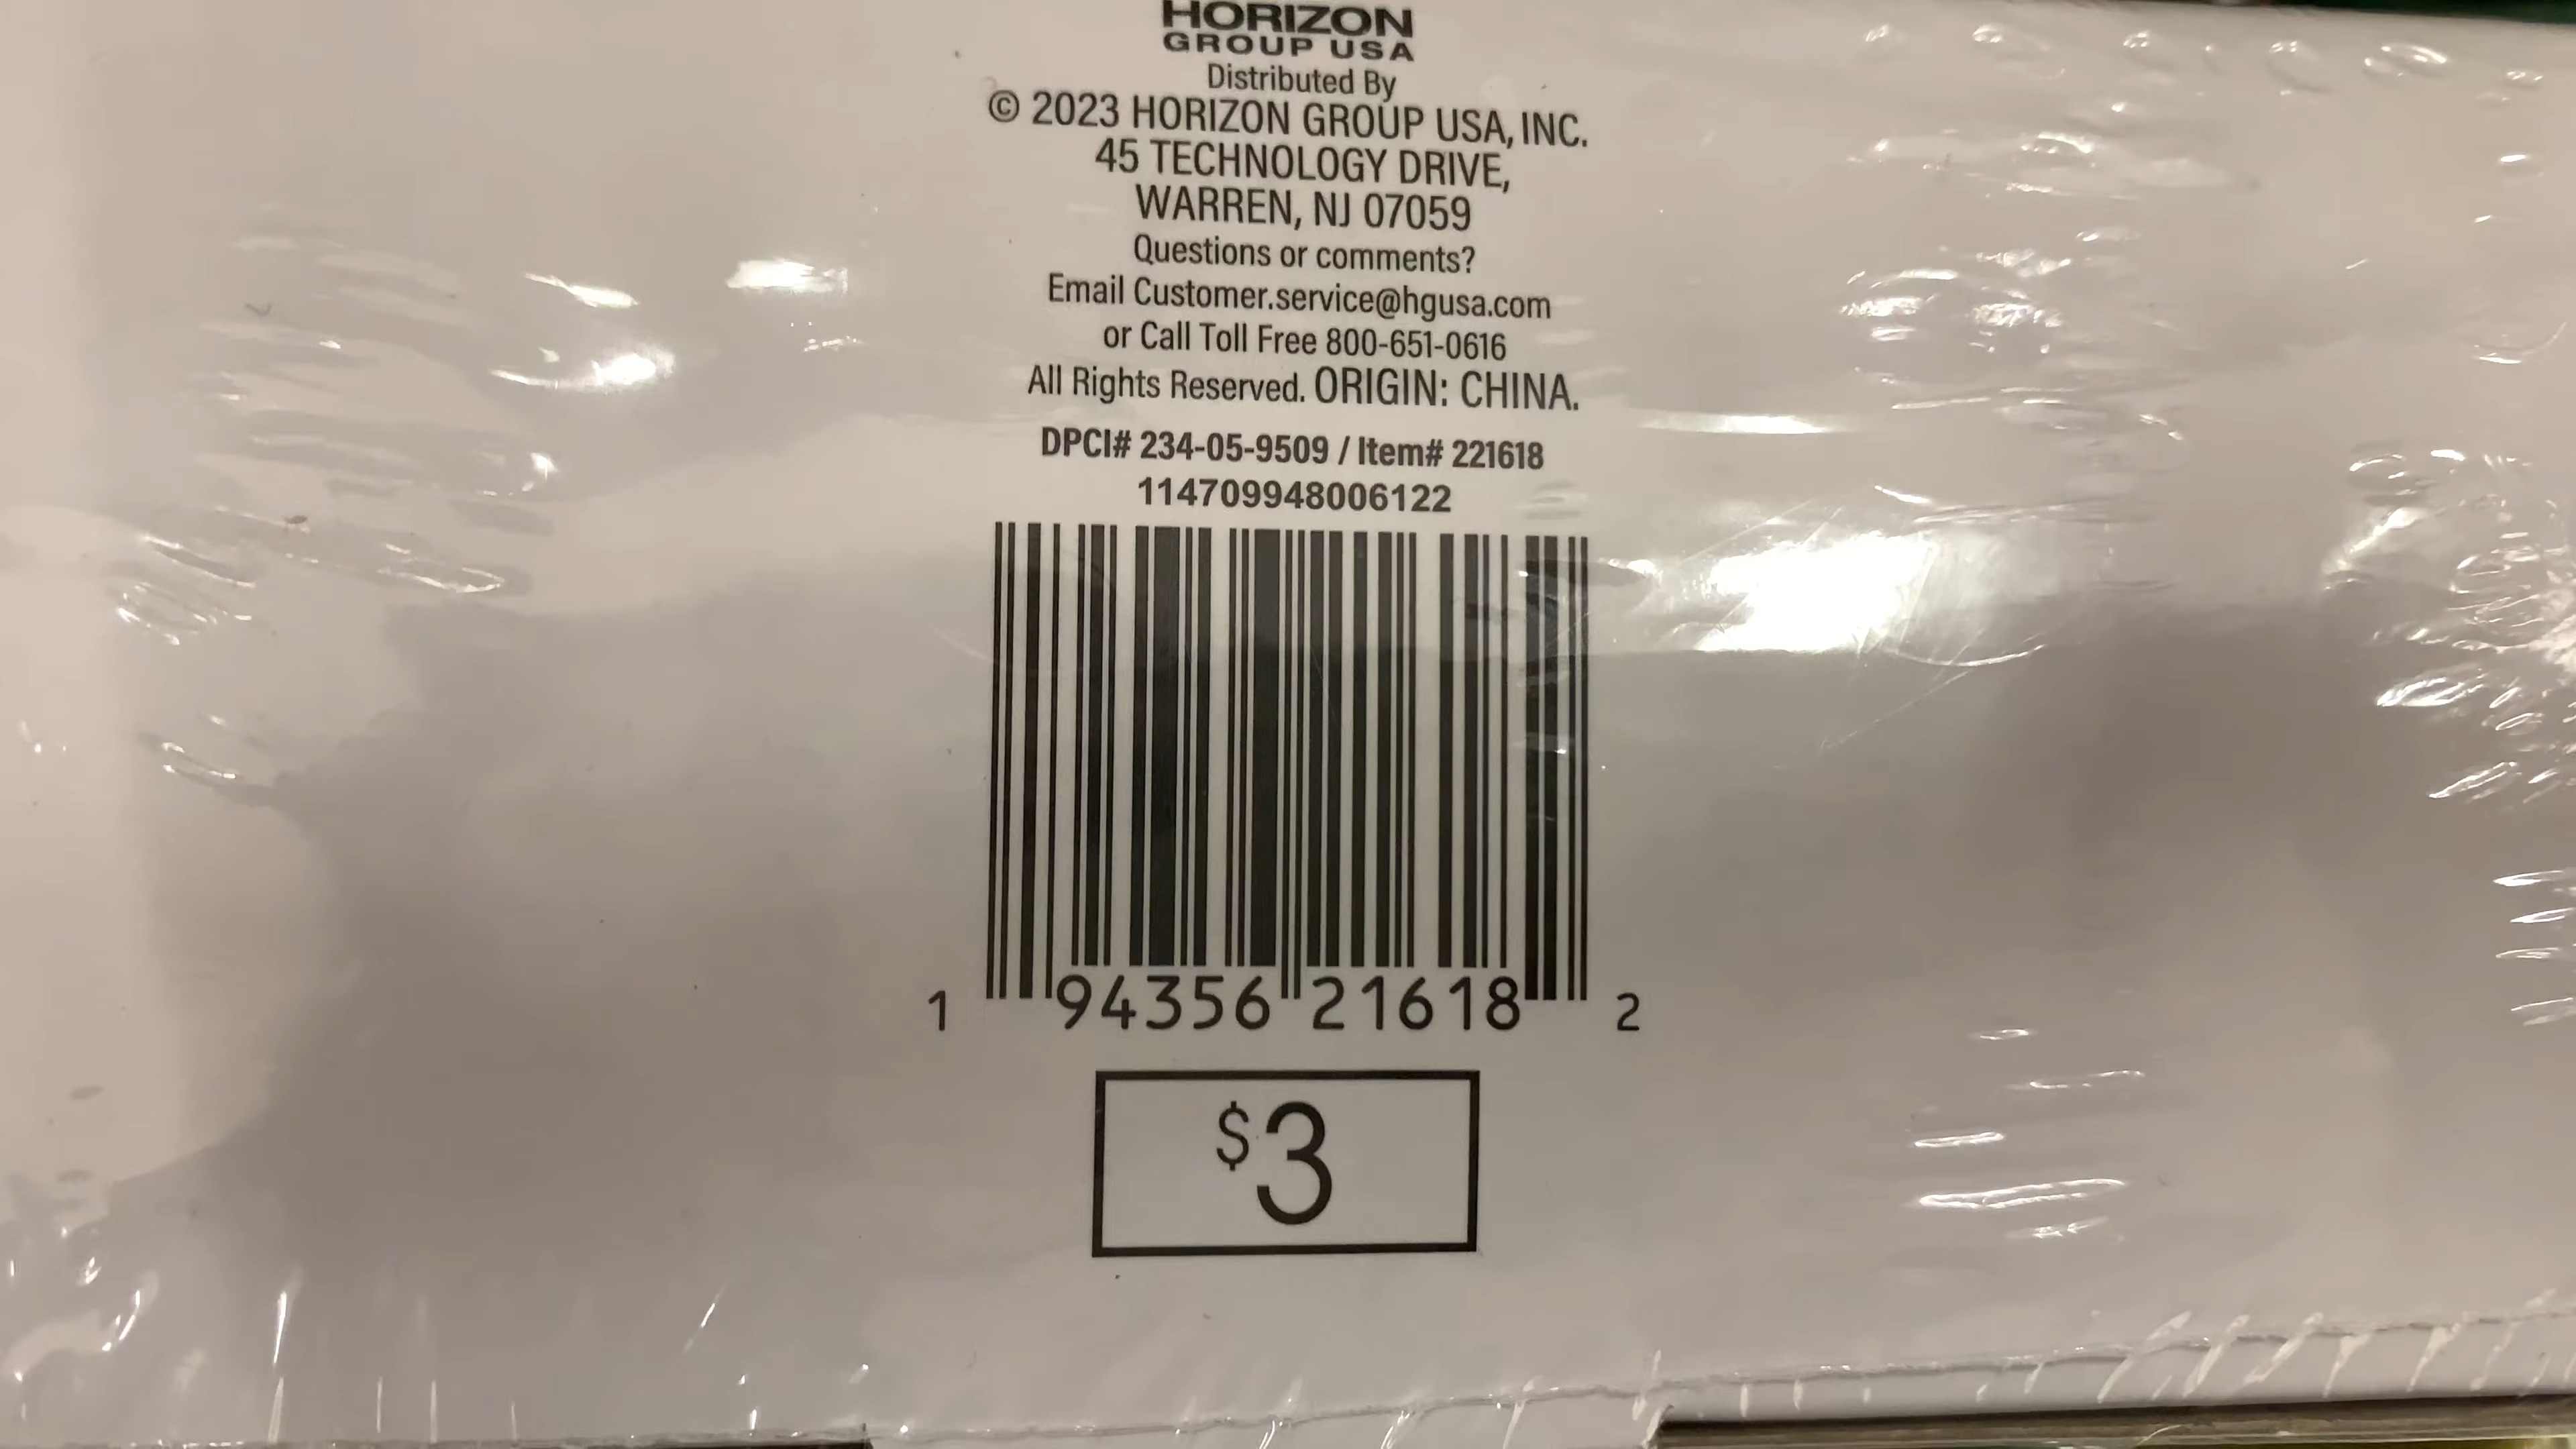 HORIZON
GROUP USA
Distributed By
© 2023 HORIZON GROUP USA, INC.
45 TECHNOLOGY DRIVE,
WARREN, NJ 07059
Questions or comments?
Email Customer.service@hgusa.com
or Call Toll Free 800-651-0616
All Rights Reserved. ORIGIN: CHINA.
DPCI# 234-05-9509 / Item# 221618
114709948006122
1 94356 21618 2
$3